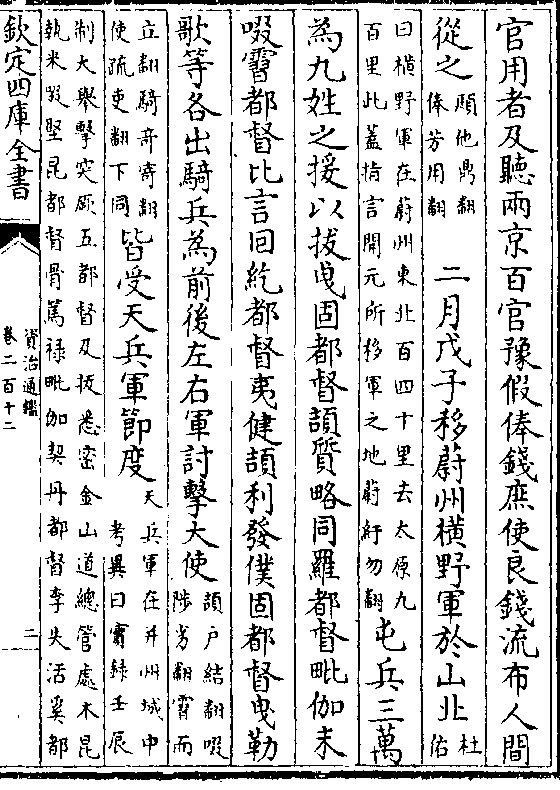 官用者及聽兩京百官豫假俸錢庶使良錢流布人間
從之願他鼎翻俸芳用翻二月戊子移蔚州橫野軍於山北杜佑
曰橫野軍在蔚州東北百四十里去太原九百里此蓋指言開元所移軍之地蔚紆勿翻屯兵三萬
為九姓之援以拔曳固都督頡質略同羅都督毗伽末
啜霫都督比言回紇都督夷健頡利發僕固都督曳勒
歌等各出騎兵為前後左右軍討擊大使頡戶結翻啜陟劣翻霫而
立翻騎奇寄翻使疏吏翻下同皆受天兵軍節度天兵軍在并州城中考異曰實錄壬辰
制大舉擊突厥五都督及拔悉密金山道總管處木昆執米啜堅昆都督骨篤祿毗伽契丹都督李失活奚都
欽定四庫全書
資治通鑑
卷二百十二
二